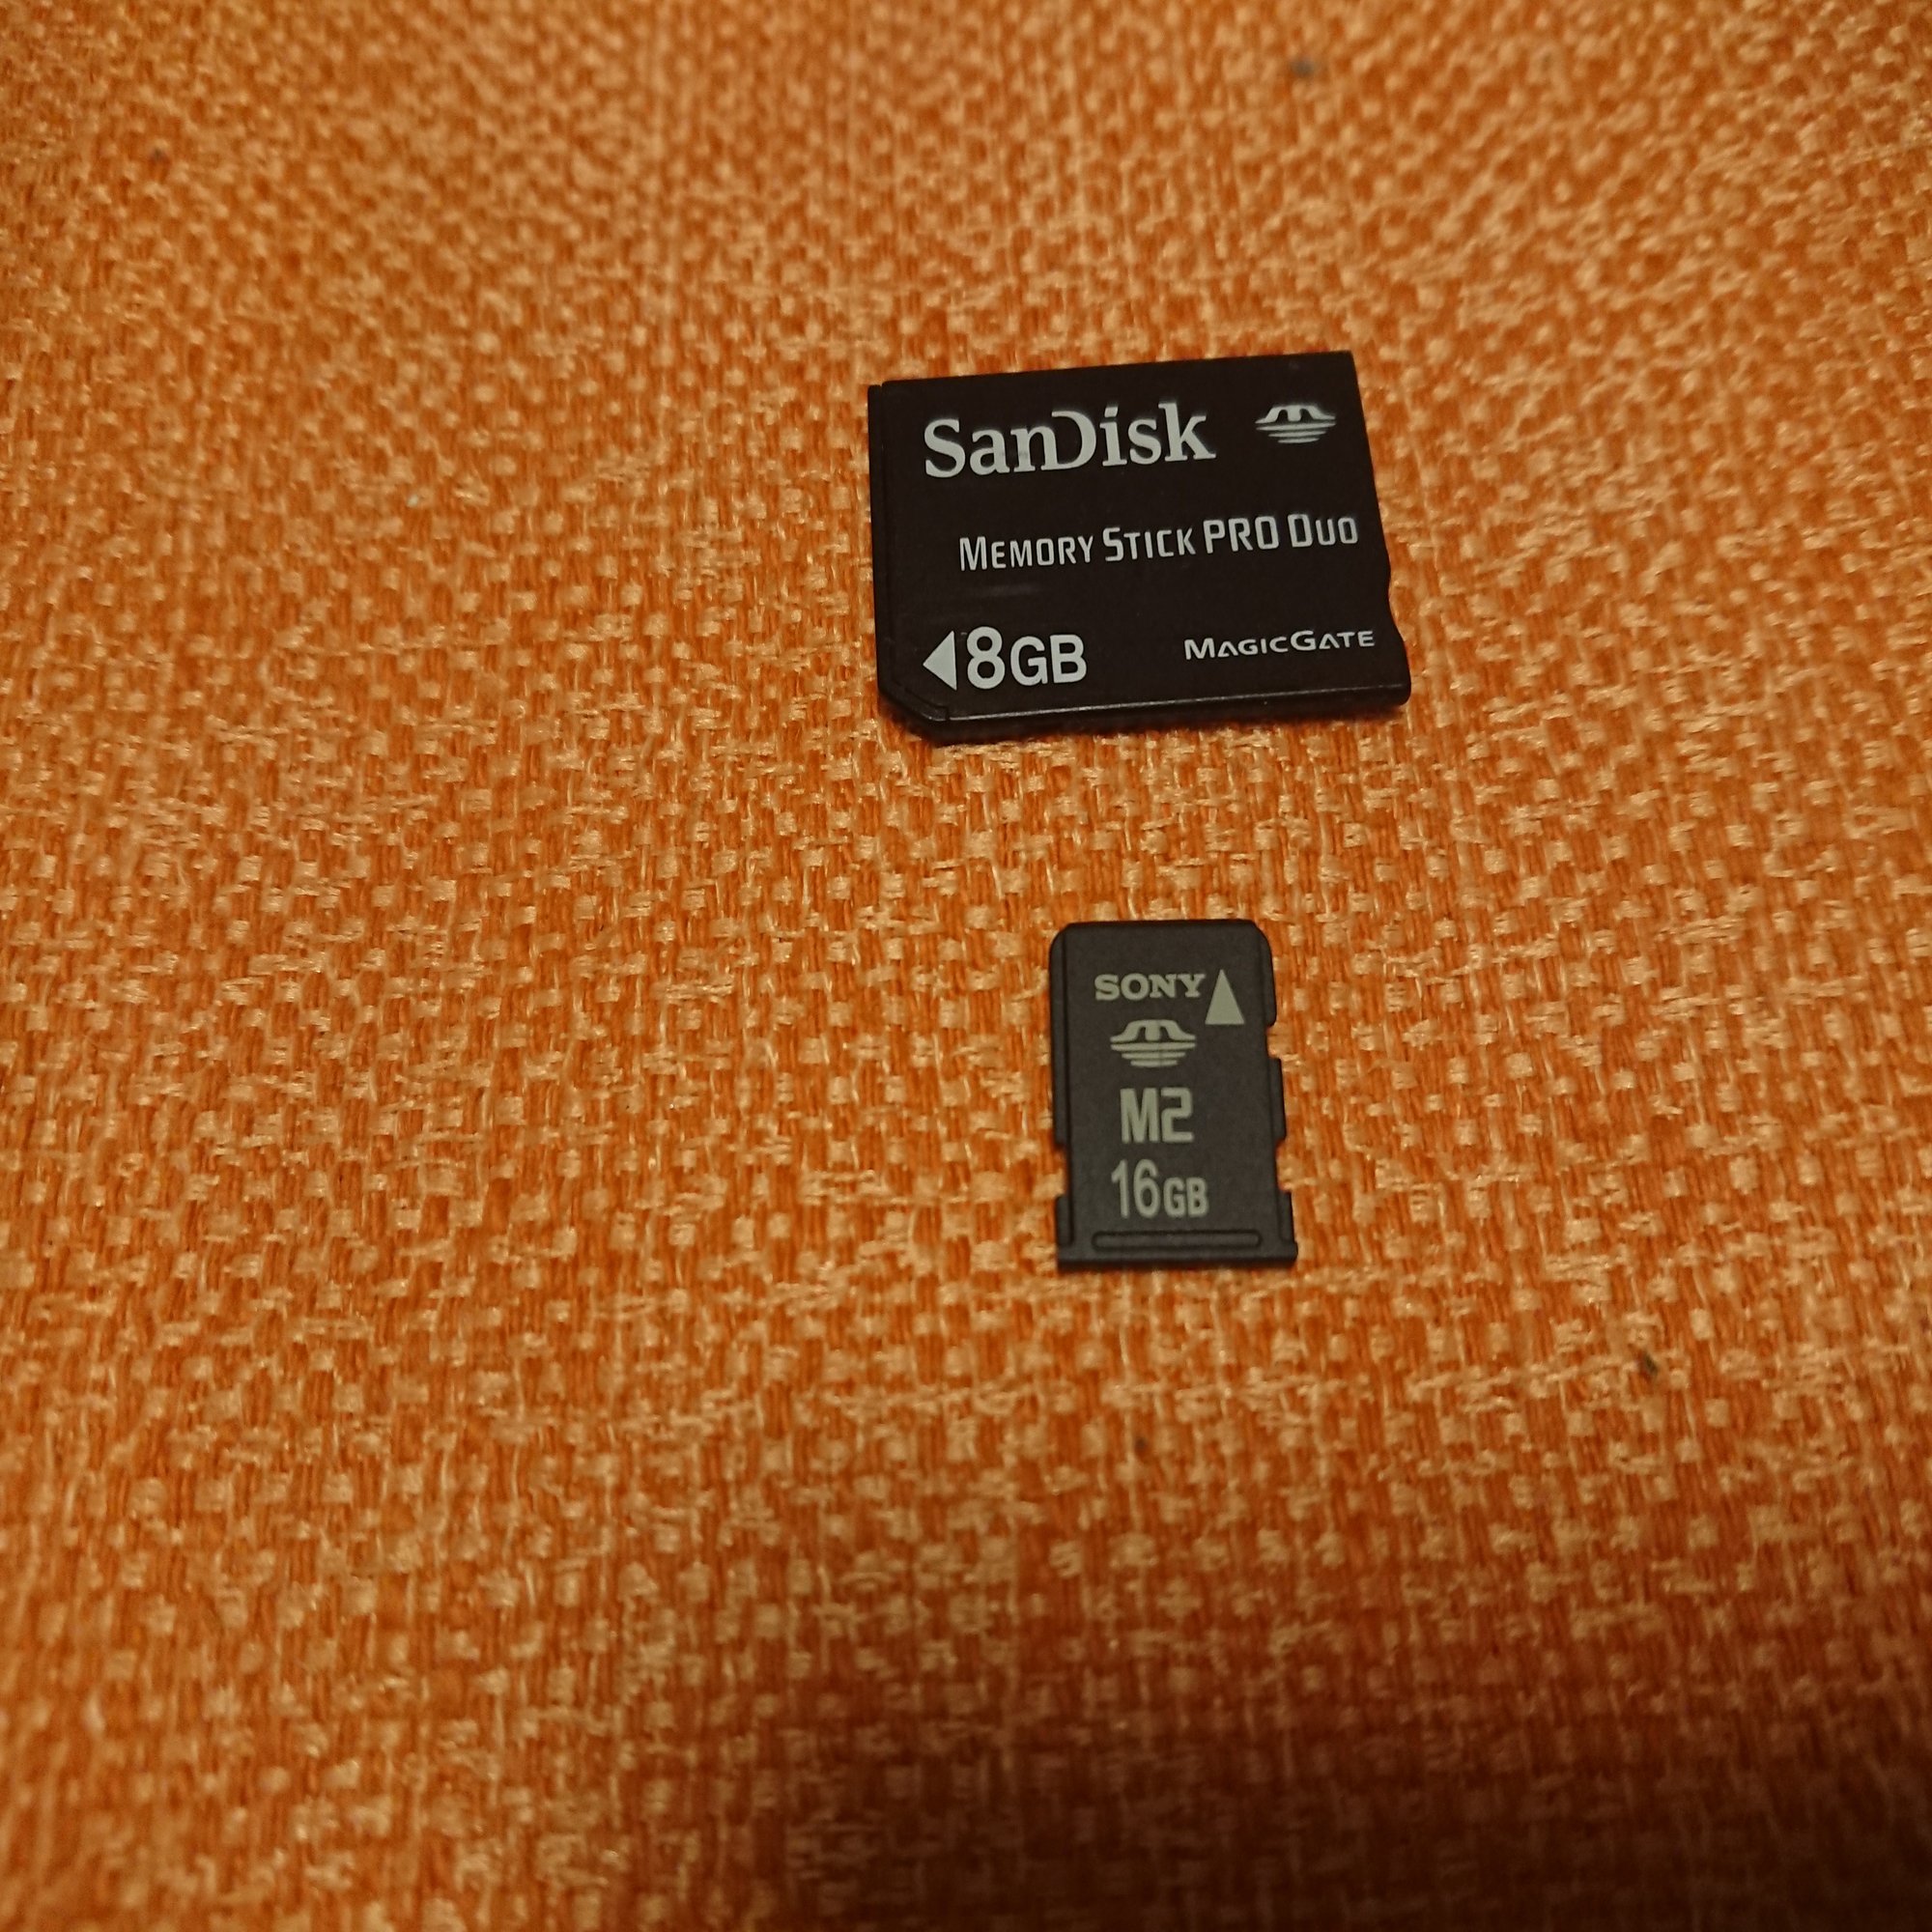 SanDisk
MEMORY STICK PRO DUO
8GB MAGICGATE
SONY
M2
16GB